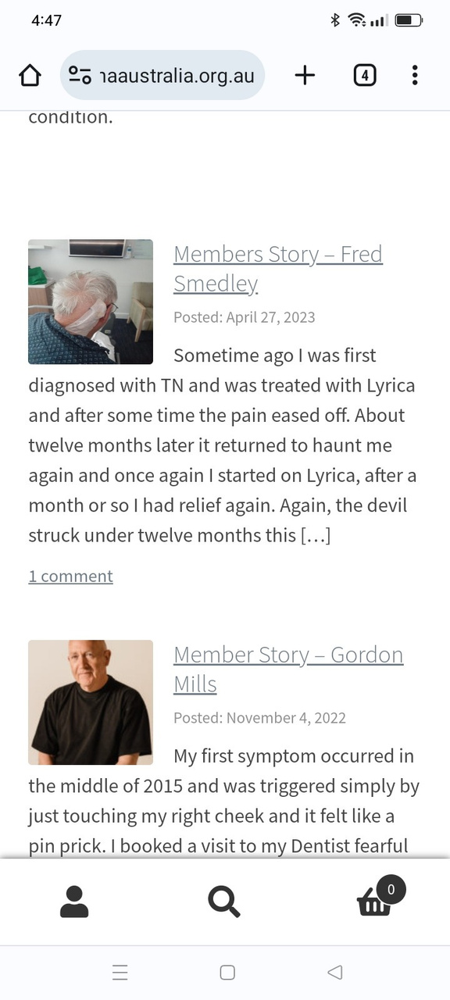 4:47
naaustralia.org.au
4
condition.
Members Story – Fred
Smedley
Posted: April 27, 2023
Sometime ago I was first
diagnosed with TN and was treated with Lyrica
and after some time the pain eased off. About
twelve months later it returned to haunt me
again and once again I started on Lyrica, after a
month or so I had relief again. Again, the devil
struck under twelve months this […]
1 comment
Member Story – Gordon
Mills
Posted: November 4, 2022
My first symptom occurred in
the middle of 2015 and was triggered simply by
just touching my right cheek and it felt like a
pin prick. I booked a visit to my Dentist fearful
0